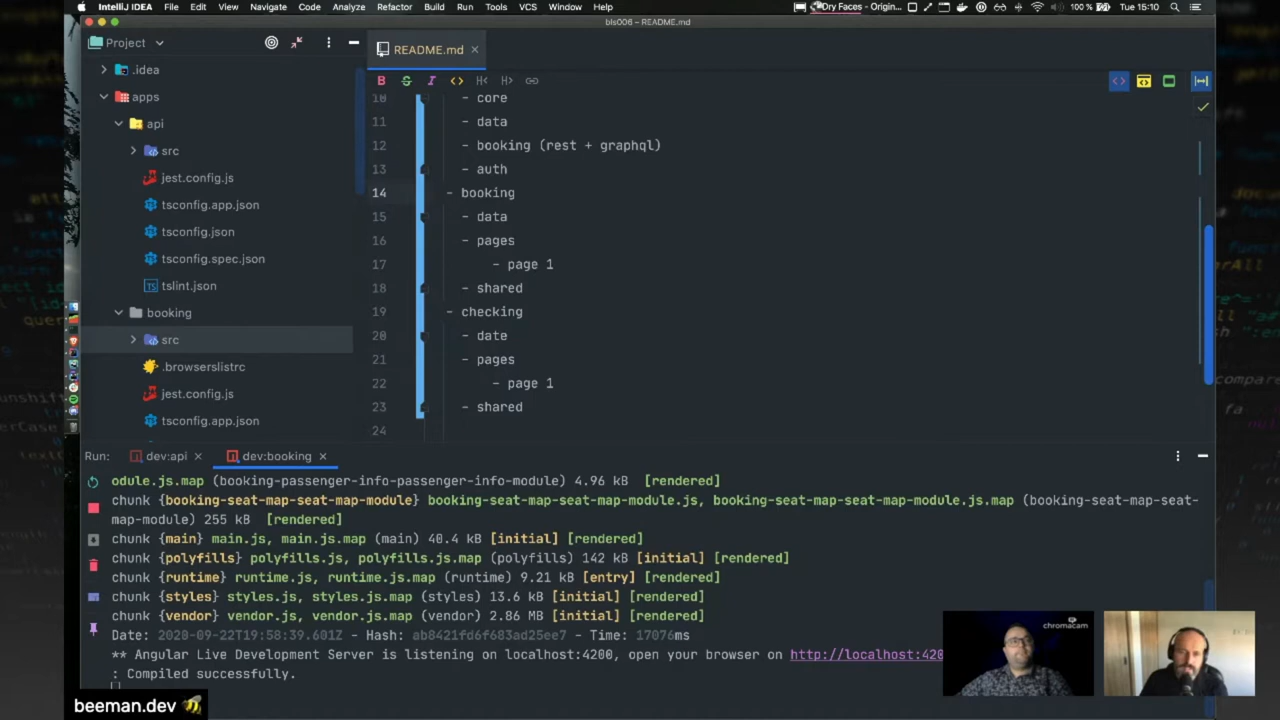 IntelliJ IDEA File Edit View Navigate Code Analyze Refactor Build Run Tools VCS Window Help Dry Faces - Origin... 100 % Tue 15:10
bls006 – README.md
Project
README.md
.idea
apps
api
src
jest.config.js
tsconfig.app.json
tsconfig.json
tsconfig.spec.json
tslint.json
booking
src
.browserslistrc
jest.config.js
tsconfig.app.json
B S I <> H< H>
10 - core
11 - data
12 - booking (rest + graphql)
13 - auth
14 - booking
15 - data
16 - pages
17 - page 1
18 - shared
19 - checking
20 - date
21 - pages
22 - page 1
23 - shared
24
Run: dev:api dev:booking
odule.js.map (booking-passenger-info-passenger-info-module) 4.96 kB [rendered]
chunk {booking-seat-map-seat-map-module} booking-seat-map-seat-map-module.js, booking-seat-map-seat-map-module.js.map (booking-seat-
map-module) 255 kB [rendered]
chunk {main} main.js, main.js.map (main) 40.4 kB [initial] [rendered]
chunk {polyfills} polyfills.js, polyfills.js.map (polyfills) 142 kB [initial] [rendered]
chunk {runtime} runtime.js, runtime.js.map (runtime) 9.21 kB [entry] [rendered]
chunk {styles} styles.js, styles.js.map (styles) 13.6 kB [initial] [rendered]
chunk {vendor} vendor.js, vendor.js.map (vendor) 2.86 MB [initial] [rendered]
Date: 2020-09-22T19:58:39.601Z - Hash: ab8421fd6f683ad25ee7 - Time: 17076ms
** Angular Live Development Server is listening on localhost:4200, open your browser on http://localhost:420
: Compiled successfully.
chromacam
beeman.dev